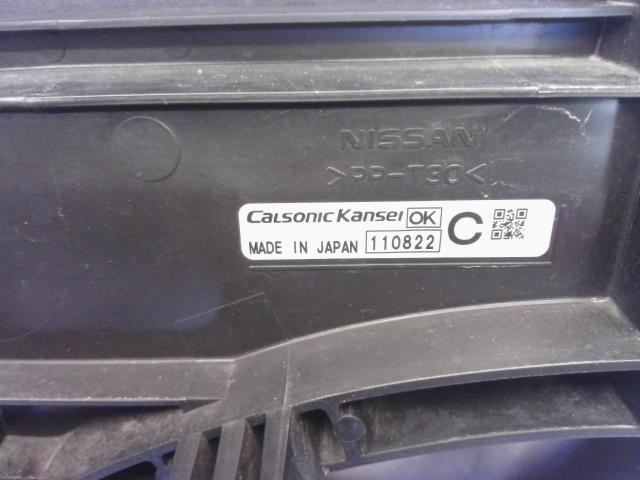 NISSAN
>PP-T30<
Calsonic Kansei OK
MADE IN JAPAN 110822 C